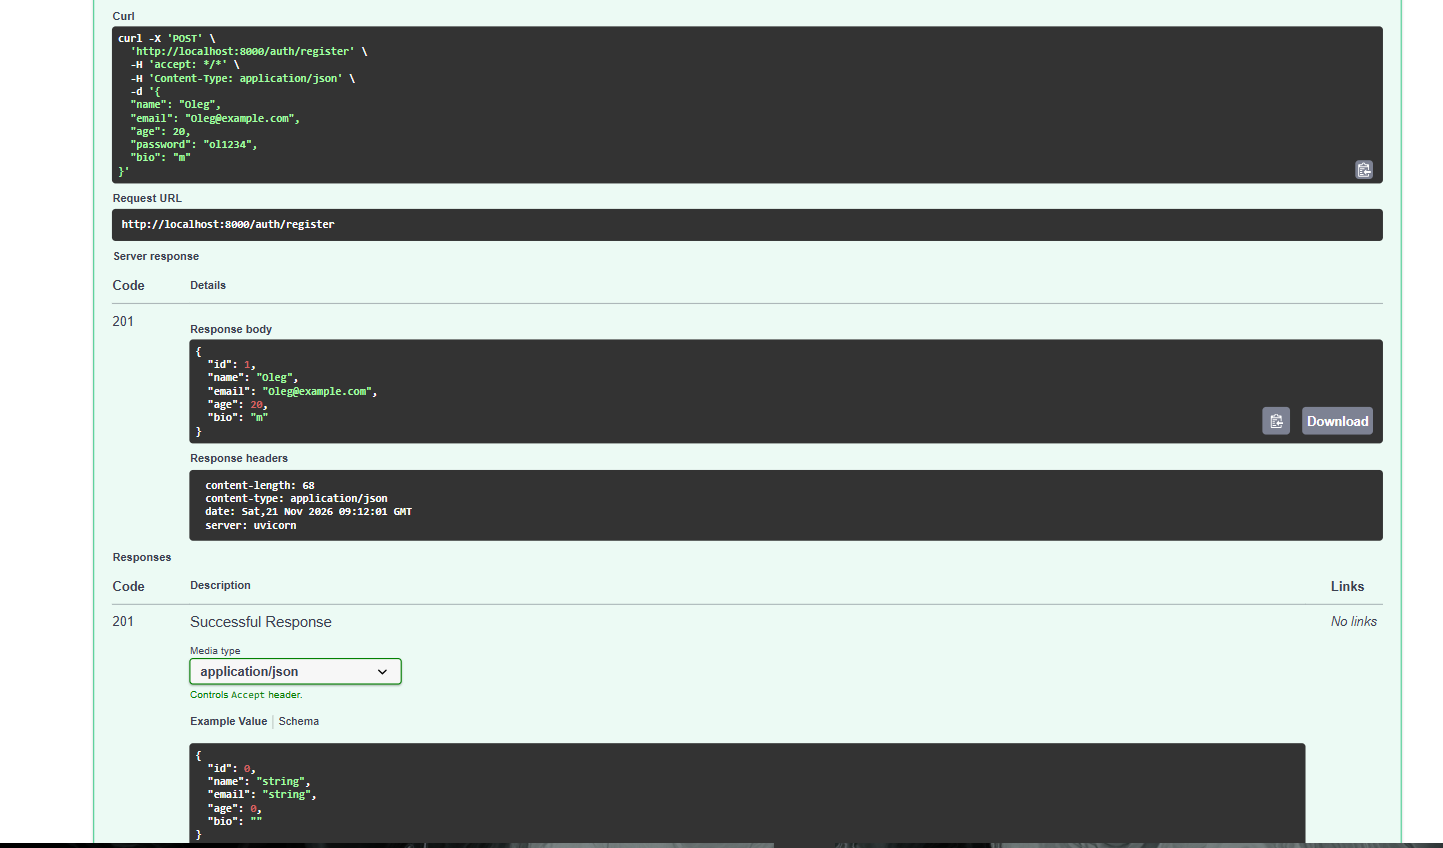 Curl
curl -X 'POST' \
'http://localhost:8000/auth/register' \
-H 'accept: */*' \
-H 'Content-Type: application/json' \
-d '{
"name": "Oleg",
"email": "Oleg@example.com",
"age": 20,
"password": "ol1234",
"bio": "m"
}'
Request URL
http://localhost:8000/auth/register
Server response
Code Details
201
Response body
{
"id": 1,
"name": "Oleg",
"email": "Oleg@example.com",
"age": 20,
"bio": "m"
}
Download
Response headers
content-length: 68
content-type: application/json
date: Sat,21 Nov 2026 09:12:01 GMT
server: uvicorn
Responses
Code Description Links
201 Successful Response No links
Media type
application/json
Controls Accept header.
Example Value Schema
{
"id": 0,
"name": "string",
"email": "string",
"age": 0,
"bio": ""
}